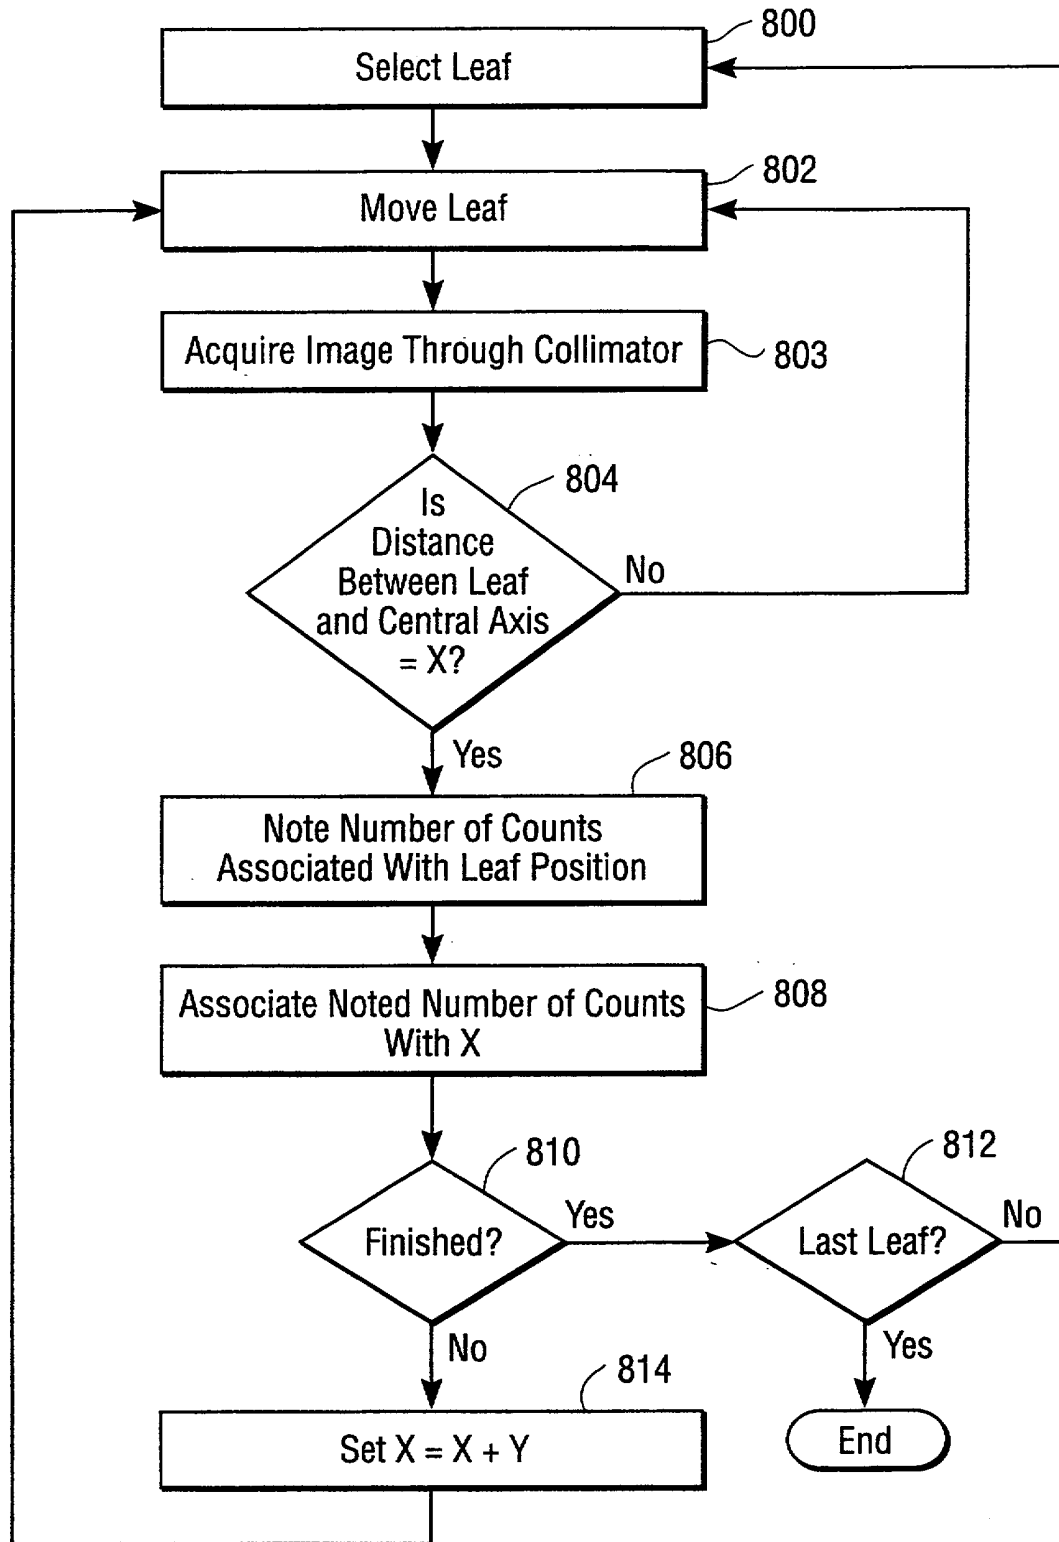 800
Select Leaf
802
Move Leaf
Acquire Image Through Collimator
803
804
Is
Distance
Between Leaf
and Central Axis
= X?
No
Yes
806
Note Number of Counts
Associated With Leaf Position
Associate Noted Number of Counts
With X
808
810
Finished?
Yes
812
Last Leaf?
No
No
Yes
814
Set X = X + Y
End